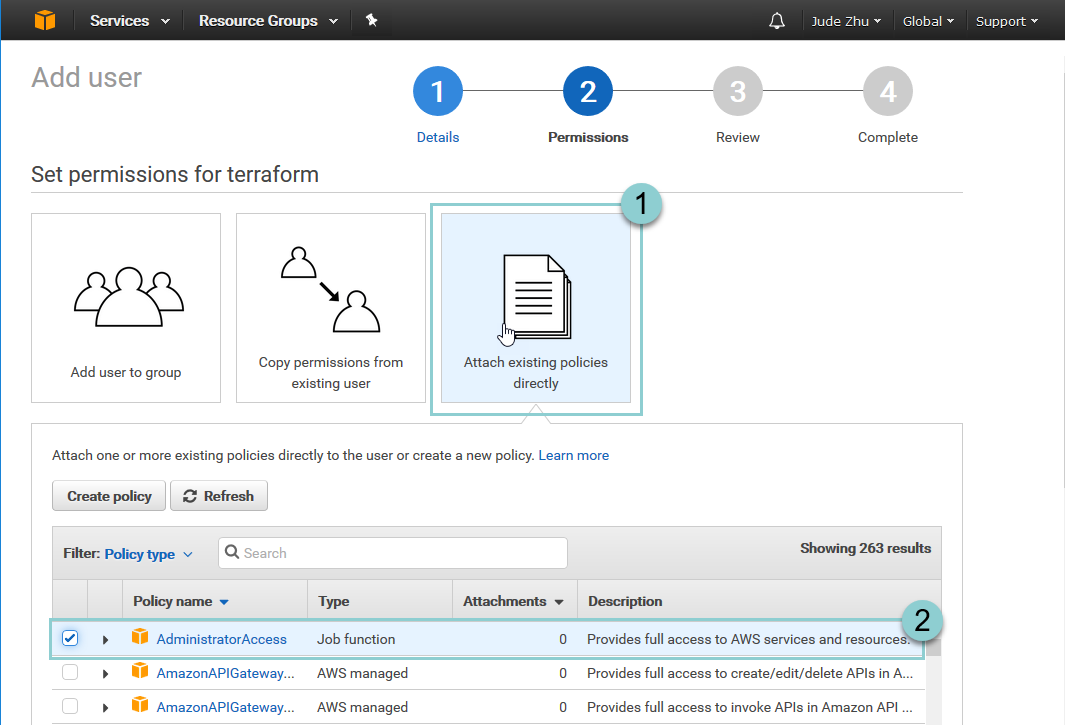 Services Resource Groups Jude Zhu Global Support
Add user
1 2 3 4
Details Permissions Review Complete
Set permissions for terraform
1
Add user to group
Copy permissions from
existing user
Attach existing policies
directly
Attach one or more existing policies directly to the user or create a new policy. Learn more
Create policy Refresh
Filter: Policy type Search Showing 263 results
Policy name Type Attachments Description
2
AdministratorAccess Job function 0 Provides full access to AWS services and resources.
AmazonAPIGateway... AWS managed 0 Provides full access to create/edit/delete APIs in A...
AmazonAPIGateway... AWS managed 0 Provides full access to invoke APIs in Amazon API ...